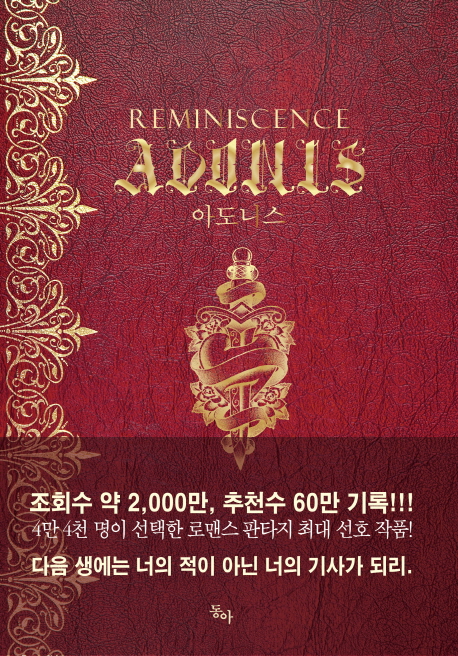 REMINISCENCE
ADONIS
아도니스
조회수 약 2,000만, 추천수 60만 기록!!!
4만 4천 명이 선택한 로맨스 판타지 최대 선호 작품!
다음 생에는 너의 적이 아닌 너의 기사가 되리.
동아